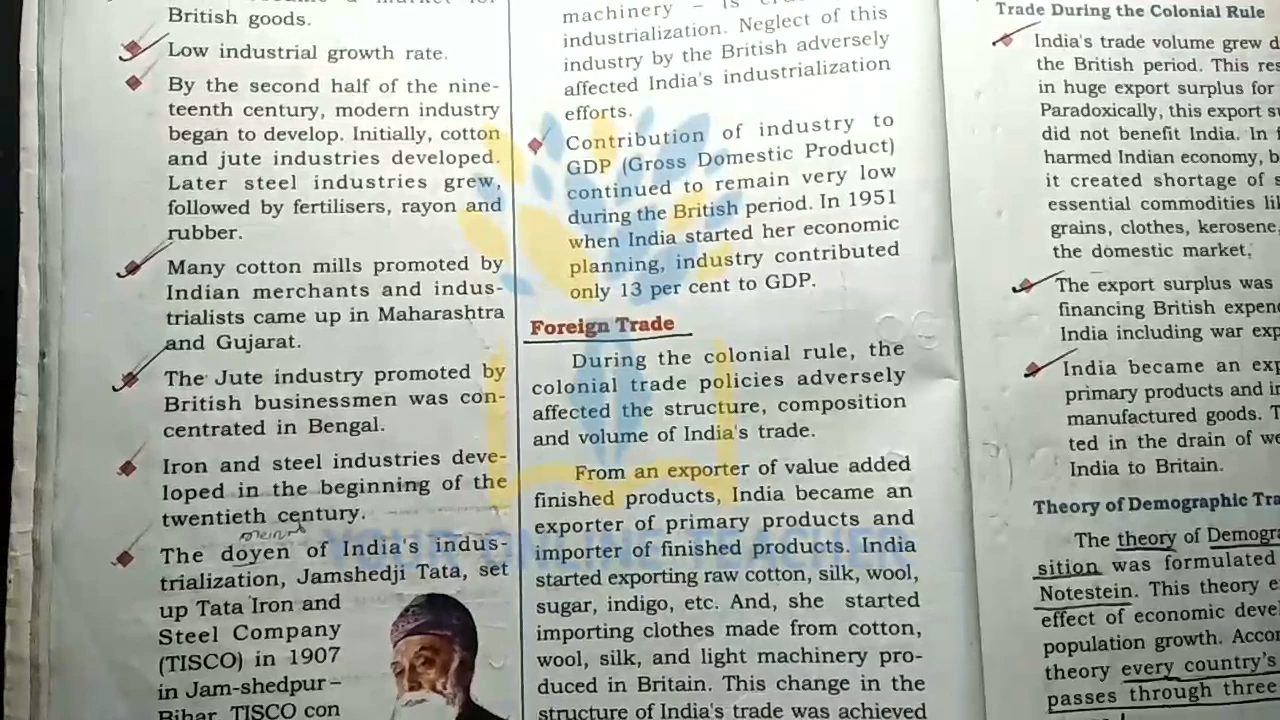 British goods.
Low industrial growth rate.
By the second half of the nine-
teenth century, modern industry
began to develop. Initially, cotton
and jute industries developed.
Later steel industries grew,
followed by fertilisers, rayon and
rubber.
Many cotton mills promoted by
Indian merchants and indus-
trialists came up in Maharashtra
and Gujarat.
The Jute industry promoted by
British businessmen was con-
centrated in Bengal.
Iron and steel industries deve-
loped in the beginning of the
twentieth century.
The doyen of India's indus-
trialization, Jamshedji Tata, set
up Tata Iron and
Steel Company
(TISCO) in 1907
in Jam-shedpur –
Bihar. TISCO con
machinery – is
industrialization. Neglect of this
industry by the British adversely
affected India's industrialization
efforts.
Contribution of industry to
GDP (Gross Domestic Product)
continued to remain very low
during the British period. In 1951
when India started her economic
planning, industry contributed
only 13 per cent to GDP.
Foreign Trade
During the colonial rule, the
colonial trade policies adversely
affected the structure, composition
and volume of India's trade.
From an exporter of value added
finished products, India became an
exporter of primary products and
importer of finished products. India
started exporting raw cotton, silk, wool,
sugar, indigo, etc. And, she started
importing clothes made from cotton,
wool, silk, and light machinery pro-
duced in Britain. This change in the
structure of India's trade was achieved
Trade During the Colonial Rule
India's trade volume grew d
the British period. This res
in huge export surplus for
Paradoxically, this export s
did not benefit India. In
harmed Indian economy, b
it created shortage of s
essential commodities li
grains, clothes, kerosene,
the domestic market.
The export surplus was
financing British expen
India including war exp
India became an exp
primary products and i
manufactured goods. T
ted in the drain of we
India to Britain.
Theory of Demographic Tra
The theory of Demogr
sition was formulated
Notestein. This theory e
effect of economic deve
population growth. Accor
theory every country's
passes through three
YOUR ONLINE TEACHER